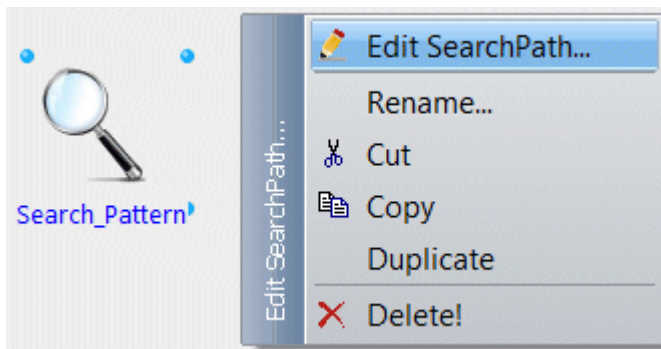 Search_Pattern
Edit SearchPath...
Edit SearchPath...
Rename...
Cut
Copy
Duplicate
Delete!